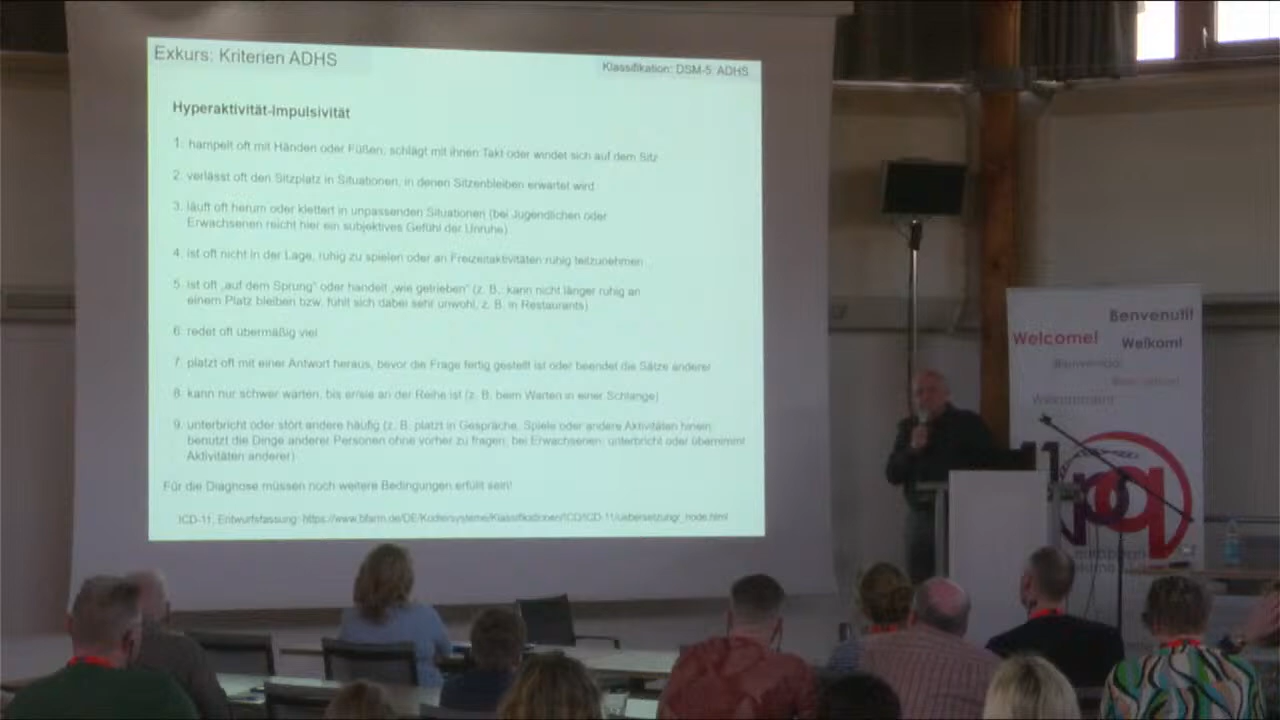 Exkurs: Kriterien ADHS
Klassifikation: DSM-5: ADHS
Hyperaktivität-Impulsivität
1. hampelt oft mit Händen oder Füßen, schlägt mit ihnen Takt oder windet sich auf dem Sitz
2. verlässt oft den Sitzplatz in Situationen, in denen Sitzenbleiben erwartet wird
3. läuft oft herum oder klettert in unpassenden Situationen (bei Jugendlichen oder
Erwachsenen reicht hier ein subjektives Gefühl der Unruhe)
4. ist oft nicht in der Lage, ruhig zu spielen oder an Freizeitaktivitäten ruhig teilzunehmen
5. ist oft „auf dem Sprung“ oder handelt „wie getrieben“ (z. B. kann nicht länger ruhig an
einem Platz bleiben bzw. fühlt sich dabei sehr unwohl, z. B. in Restaurants)
6. redet oft übermäßig viel
7. platzt oft mit einer Antwort heraus, bevor die Frage fertig gestellt ist oder beendet die Sätze anderer
8. kann nur schwer warten, bis er/sie an der Reihe ist (z. B. beim Warten in einer Schlange)
9. unterbricht oder stört andere häufig (z. B. platzt in Gespräche, Spiele oder andere Aktivitäten hinein;
benutzt die Dinge anderer Personen ohne vorher zu fragen; bei Erwachsenen: unterbricht oder übernimmt
Aktivitäten anderer)
Für die Diagnose müssen noch weitere Bedingungen erfüllt sein!
ICD-11, Entwurfsfassung: https://www.bfarm.de/DE/Kodiersysteme/Klassifikationen/ICD/ICD-11/uebersetzung/_node.html
Benvenuti!
Welcome!
Welkom!
Bienvenue!
pq